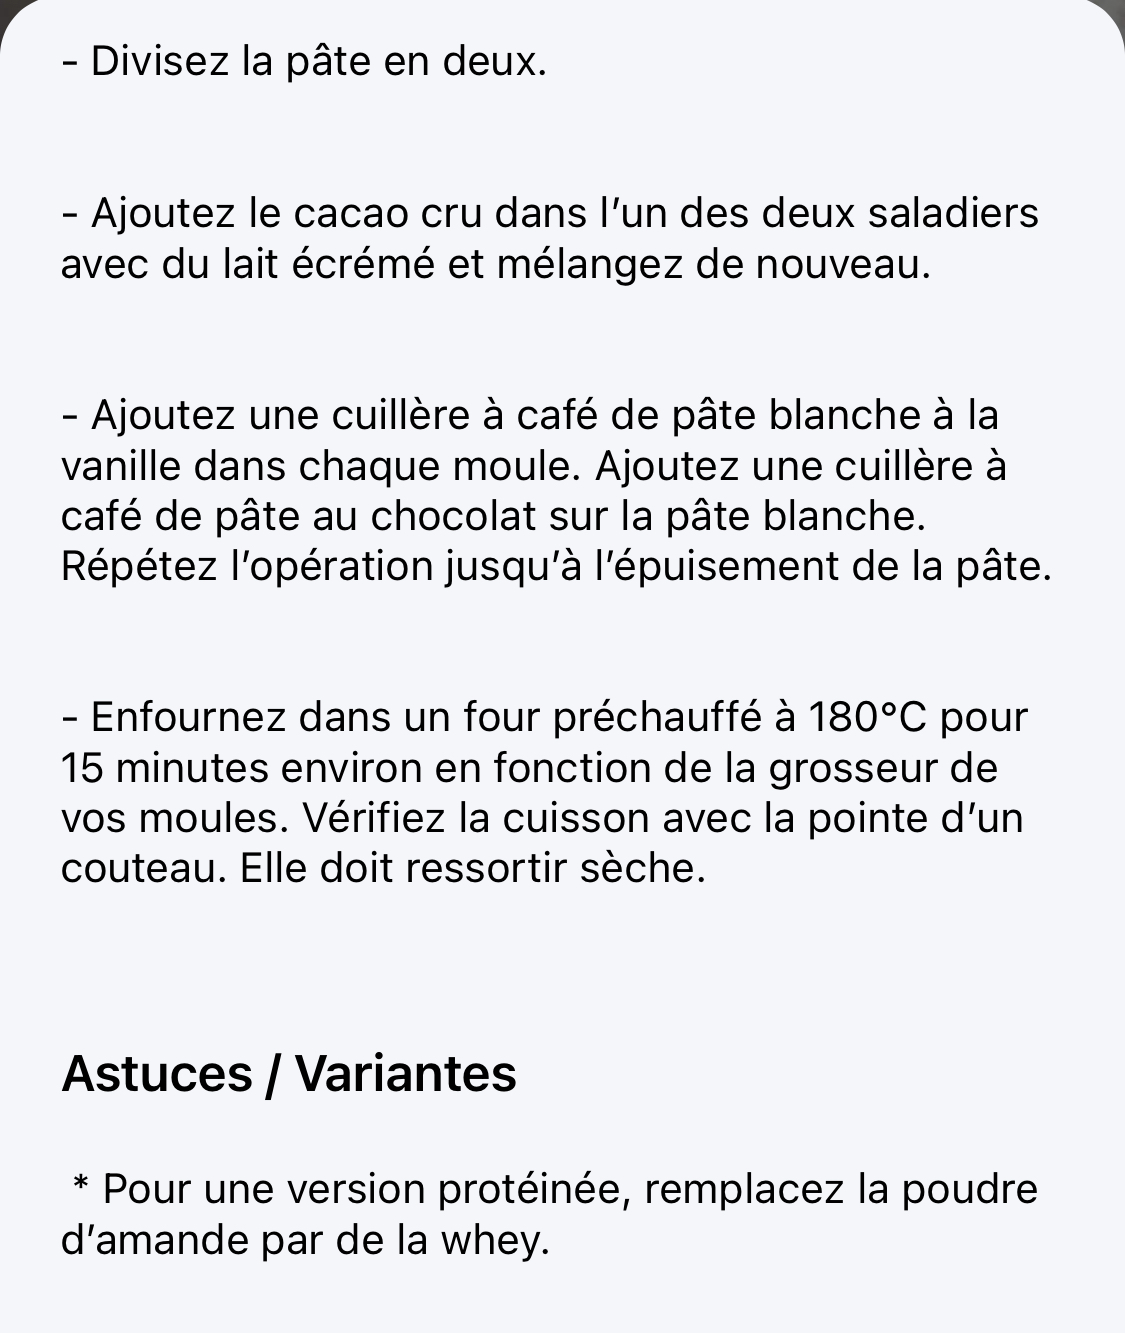 - Divisez la pâte en deux.
- Ajoutez le cacao cru dans l’un des deux saladiers
avec du lait écrémé et mélangez de nouveau.
- Ajoutez une cuillère à café de pâte blanche à la
vanille dans chaque moule. Ajoutez une cuillère à
café de pâte au chocolat sur la pâte blanche.
Répétez l’opération jusqu’à l’épuisement de la pâte.
- Enfournez dans un four préchauffé à 180°C pour
15 minutes environ en fonction de la grosseur de
vos moules. Vérifiez la cuisson avec la pointe d’un
couteau. Elle doit ressortir sèche.
Astuces / Variantes
* Pour une version protéinée, remplacez la poudre
d’amande par de la whey.